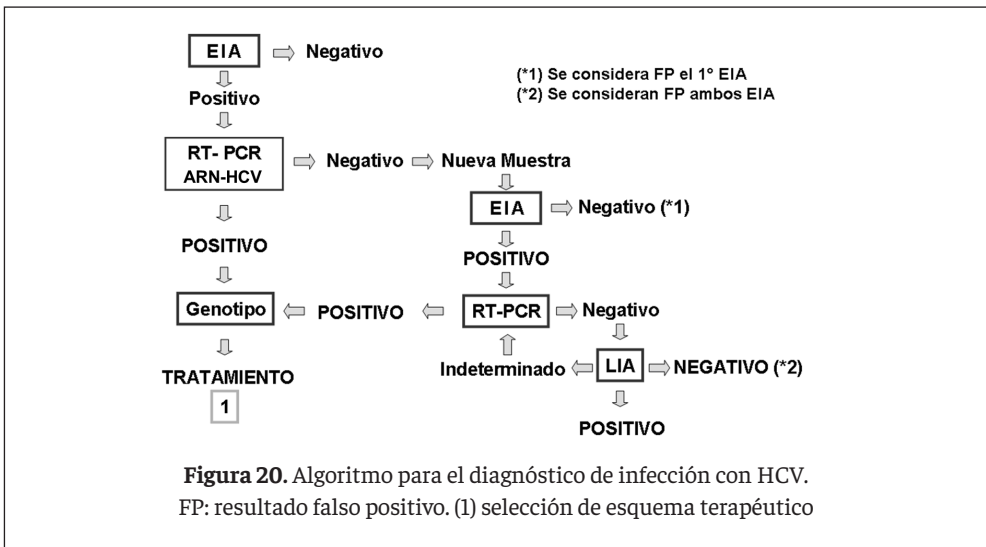 EIA
Negativo
(*1) Se considera FP el 1º EIA
(*2) Se consideran FP ambos EIA
Positivo
RT- PCR
ARN-HCV
Negativo
Nueva Muestra
EIA
Negativo (*1)
POSITIVO
POSITIVO
Genotipo
POSITIVO
RT-PCR
Negativo
Indeterminado
LIA
NEGATIVO (*2)
TRATAMIENTO
1
POSITIVO
Figura 20. Algoritmo para el diagnóstico de infección con HCV.
FP: resultado falso positivo. (1) selección de esquema terapéutico